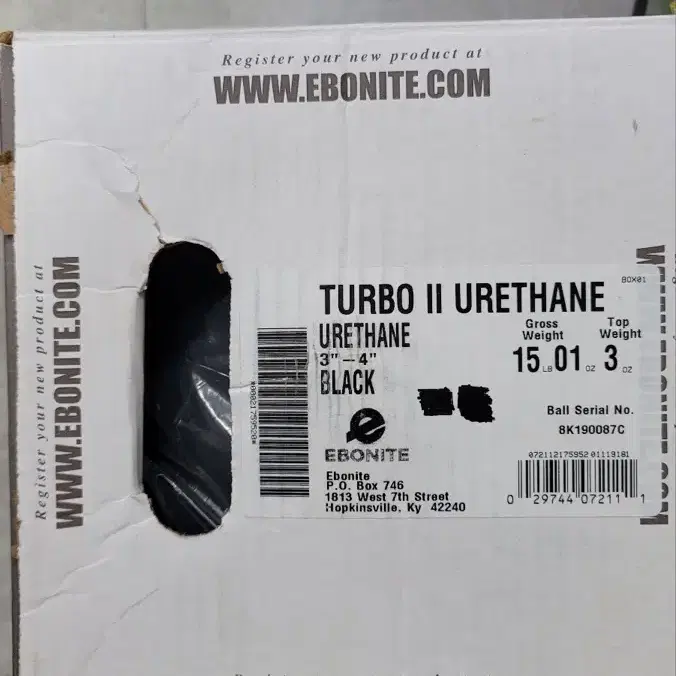 Register your new product at
WWW.EBONITE.COM
Register your new product at
WWW.EBONITE.COM
BOX01
TURBO II URETHANE
URETHANE
3"-4"
BLACK
Gross Weight
15 LB 01 OZ
Top Weight
3 OZ
Ball Serial No.
8K190087C
EBONITE
Ebonite
P.O. Box 746
1813 West 7th Street
Hopkinsville, Ky 42240
072112175952 01119181
0 29744 07211 1